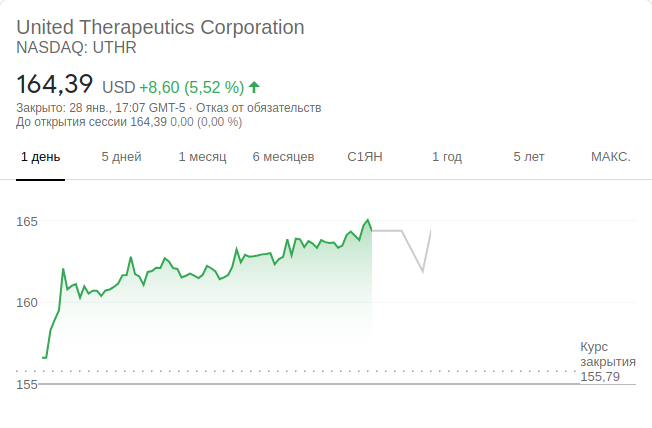 United Therapeutics Corporation
NASDAQ: UTHR
164,39 USD +8,60 (5,52 %)
Закрыто: 28 янв., 17:07 GMT-5 · Отказ от обязательств
До открытия сессии 164,39 0,00 (0,00 %)
1 день 5 дней 1 месяц 6 месяцев С1ЯН 1 год 5 лет МАКС.
165
160
155
Курс
закрытия
155,79